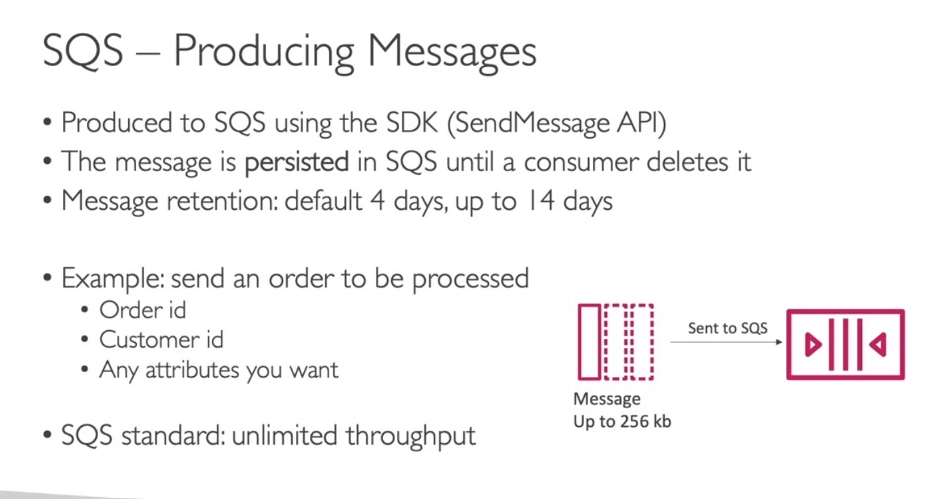 SQS – Producing Messages
• Produced to SQS using the SDK (SendMessage API)
• The message is persisted in SQS until a consumer deletes it
• Message retention: default 4 days, up to 14 days
• Example: send an order to be processed
• Order id
• Customer id
• Any attributes you want
Sent to SQS
Message
Up to 256 kb
• SQS standard: unlimited throughput